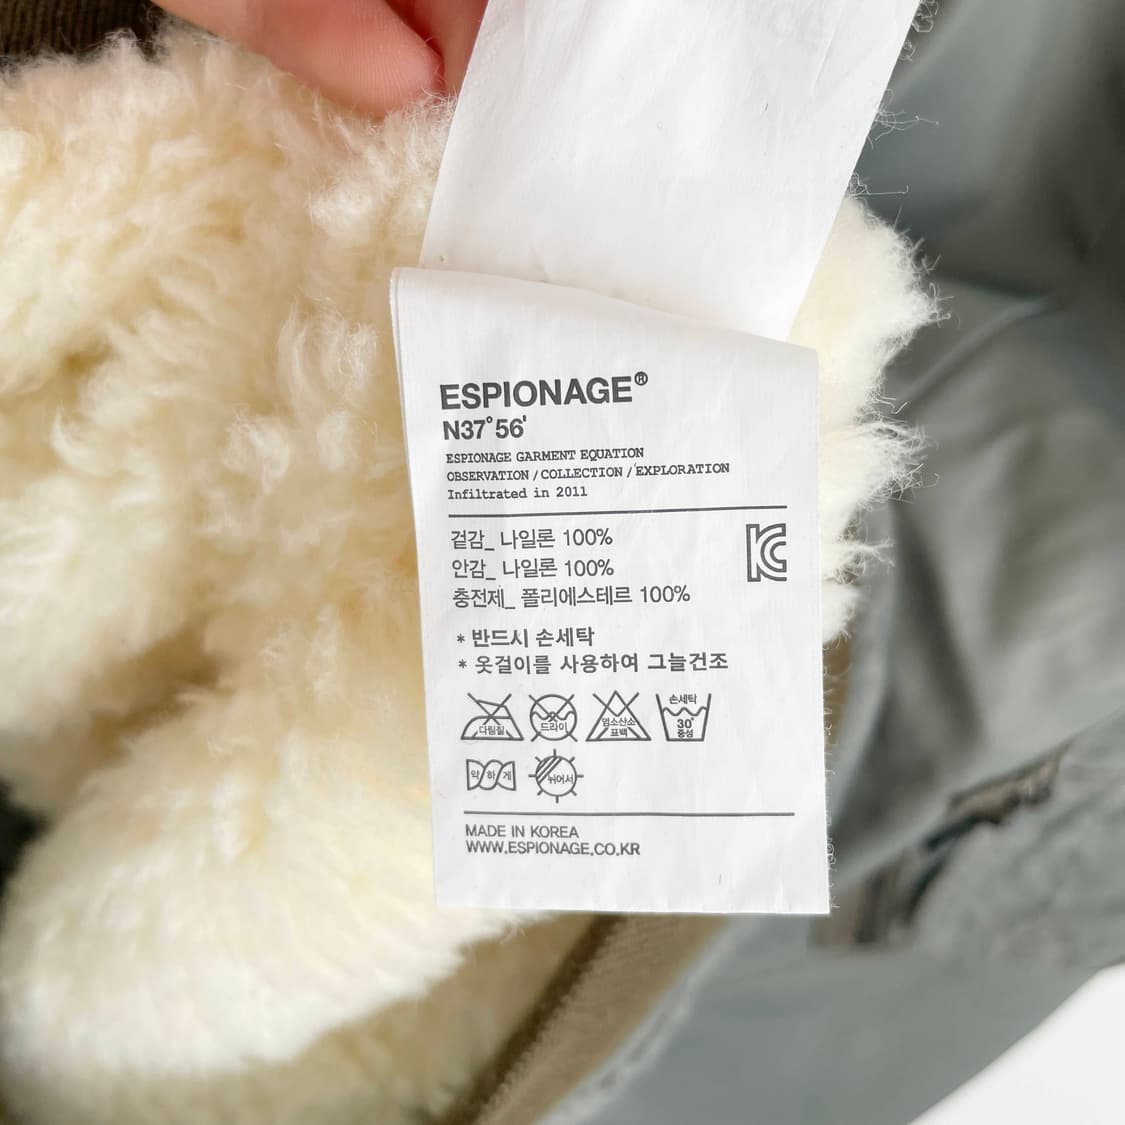 ESPIONAGE®
N37°56'
ESPIONAGE GARMENT EQUATION
OBSERVATION / COLLECTION / EXPLORATION
Infiltrated in 2011
겉감_ 나일론 100%
안감_ 나일론 100%
충전제_ 폴리에스테르 100%
* 반드시 손세탁
* 옷걸이를 사용하여 그늘건조
다림질
드라이
염소산소
표백
손세탁
30°
중성
약하게
뉘어서
MADE IN KOREA
WWW.ESPIONAGE.CO.KR